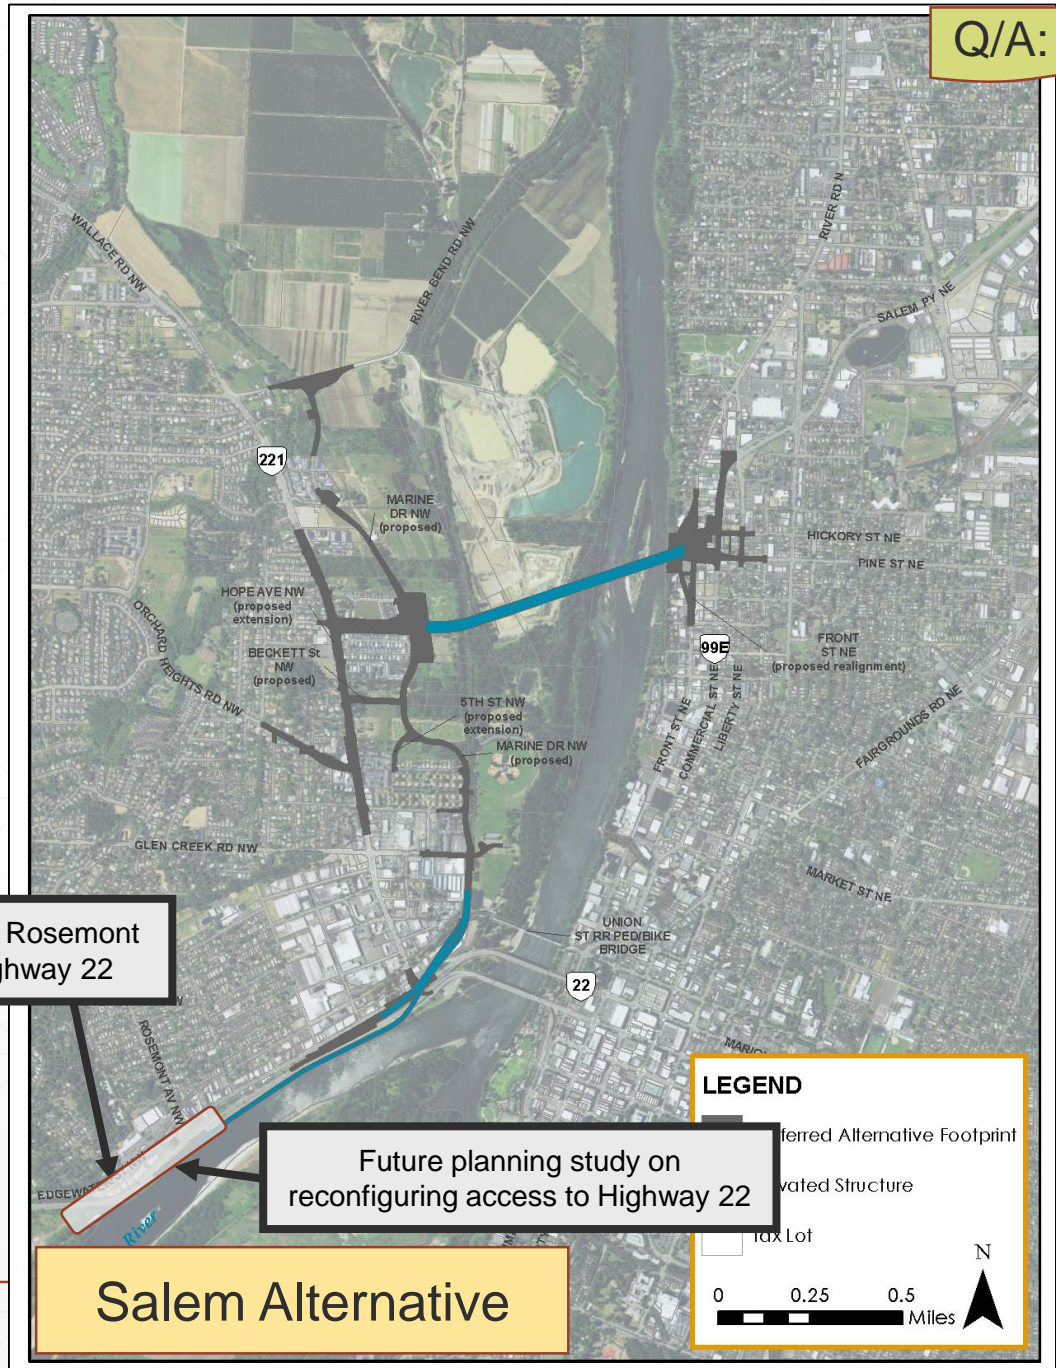 Q/A:
WALLACE RD NW
RIVER BEND RD NW
RIVER RD N
SALEM PY NE
221
MARINE
DR NW
(proposed)
HICKORY ST NE
PINE ST NE
HOPE AVE NW
(proposed
extension)
ORCHARD HEIGHTS RD NW
BECKETT St
NW
(proposed)
FRONT
ST NE
(proposed realignment)
99E
5TH ST NW
(proposed
extension)
MARINE DR NW
(proposed)
FRONT ST NE
COMMERCIAL ST NE
LIBERTY ST NE
FAIRGROUNDS RD NE
GLEN CREEK RD NW
MARKET ST NE
Rosemont
ghway 22
UNION
ST RR PED/BIKE
BRIDGE
22
ROSEMONT AV NW
LEGEND
ferred Alternative Footprint
vated Structure
Tax Lot
Future planning study on
reconfiguring access to Highway 22
River
N
0 0.25 0.5
Miles
Salem Alternative